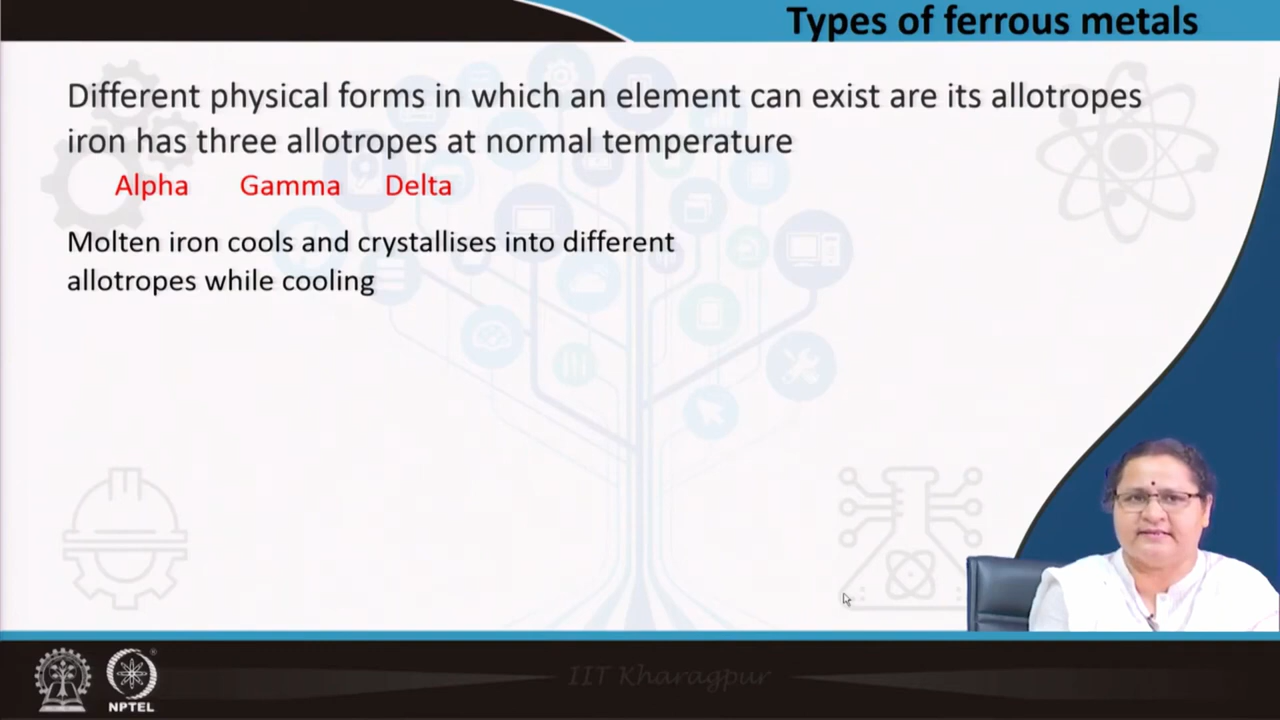 Types of ferrous metals
Different physical forms in which an element can exist are its allotropes
iron has three allotropes at normal temperature
Alpha Gamma Delta
Molten iron cools and crystallises into different
allotropes while cooling
IIT Kharagpur
NPTEL